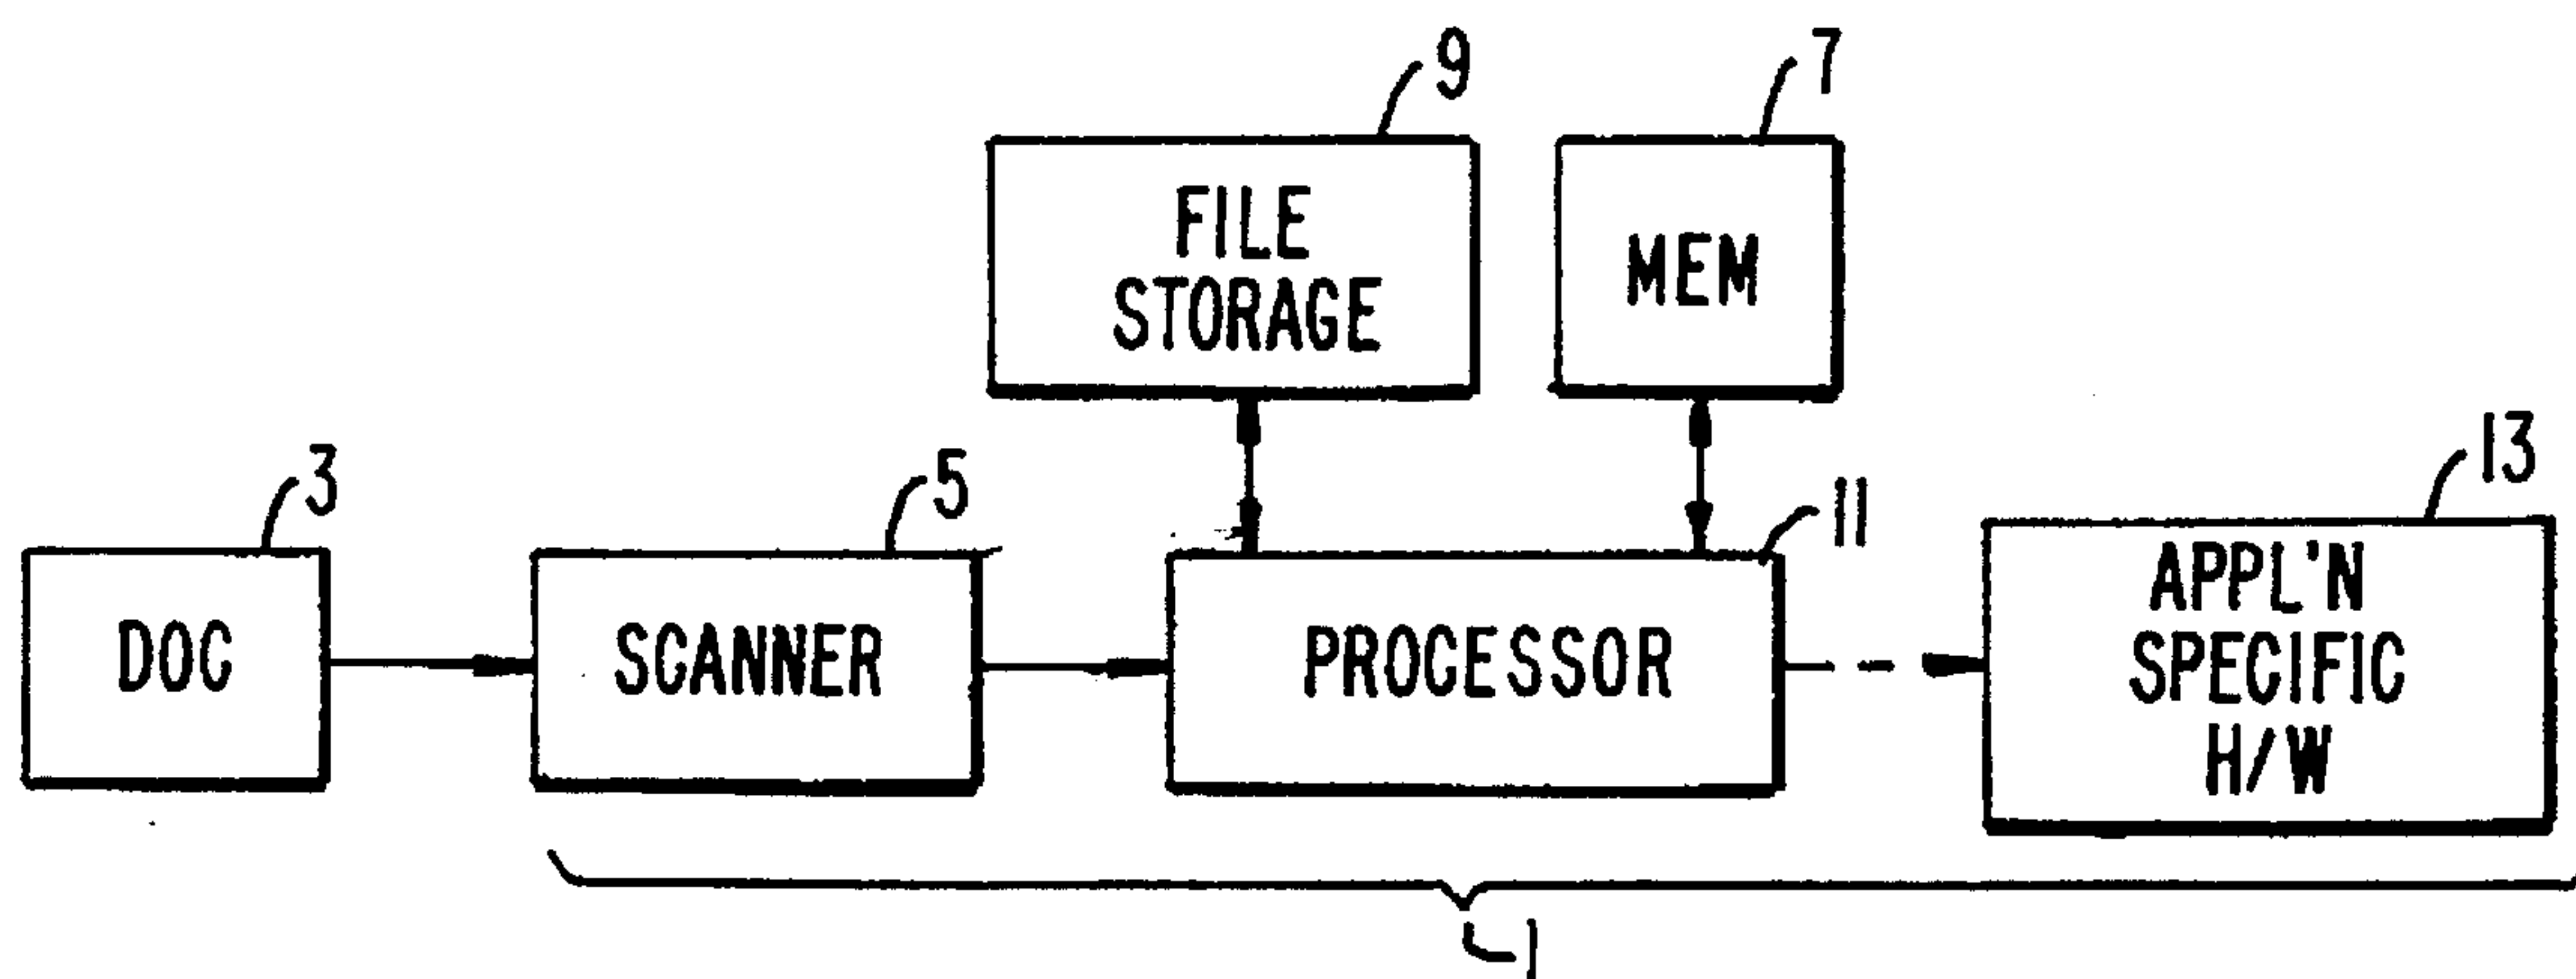 9
7
FILE
STORAGE
MEM
3
5
11
13
DOC
SCANNER
PROCESSOR
APPL'N
SPECIFIC
H/W
1